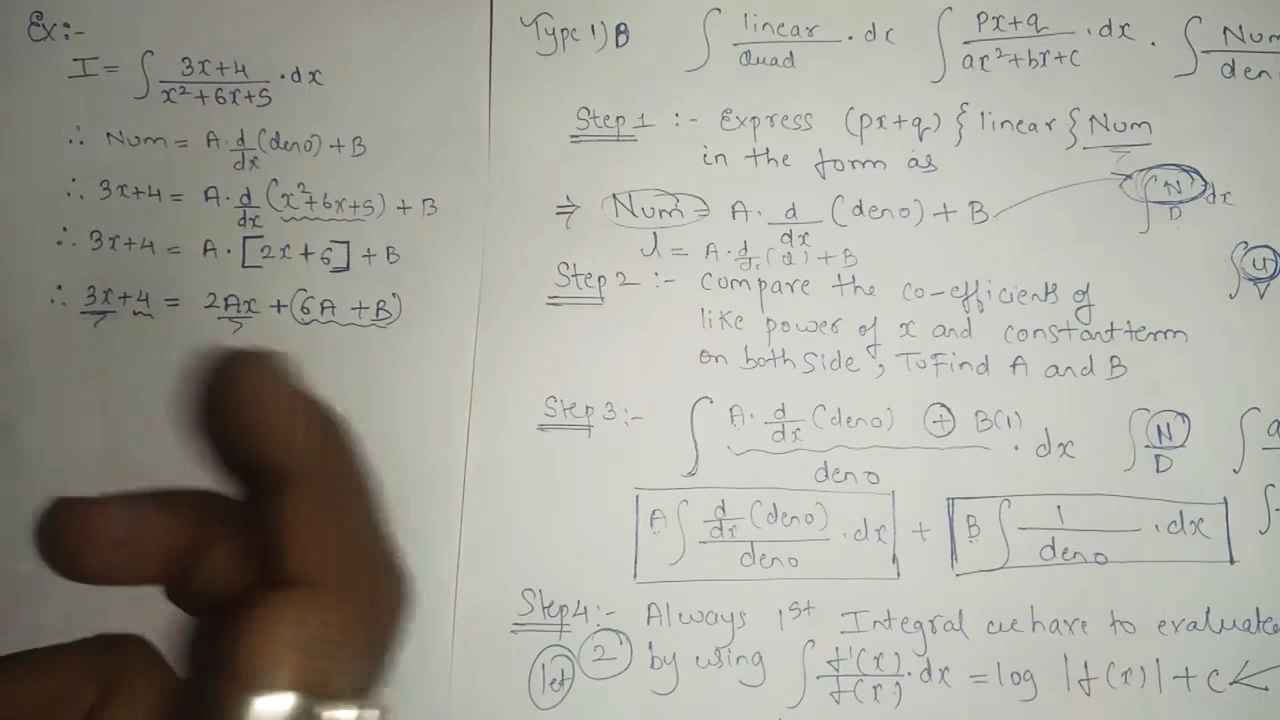 Ex:-
I = ∫ 3x+4 / x²+6x+5 · dx
∴ Num = A. d/dx (deno) + B
∴ 3x+4 = A. d/dx (x²+6x+5) + B
∴ 3x+4 = A. [2x+6] + B
∴ 3x+4 = 2Ax + (6A + B)
Type 1) B ∫ linear / Quad · dx ∫ px+q / ax²+bx+c · dx . ∫ Num / den
Step 1 :- Express (px+q) {linear} Num
in the form as
⇒ Num = A. d/dx (deno) + B ∫ N/D dx
l = A. d/dx (Q) + B
Step 2 :- Compare the co-efficients of ∫ u/v
like power of x and constant term
on both side, To Find A and B
Step 3 :- ∫ A. d/dx (deno) + B(1) / deno · dx ∫ N/D ∫ a
A ∫ d/dx (deno) / deno · dx + B ∫ 1 / deno · dx ∫
Step 4 :- Always 1st Integral we have to evaluate
let 2 by using ∫ f'(x) / f(x) · dx = log |f(x)| + c